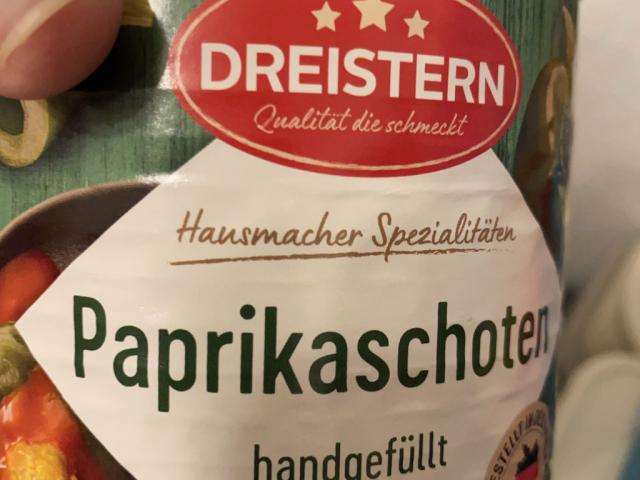 DREISTERN
Qualität die schmeckt
Hausmacher Spezialitäten
Paprikaschoten
handgefüllt